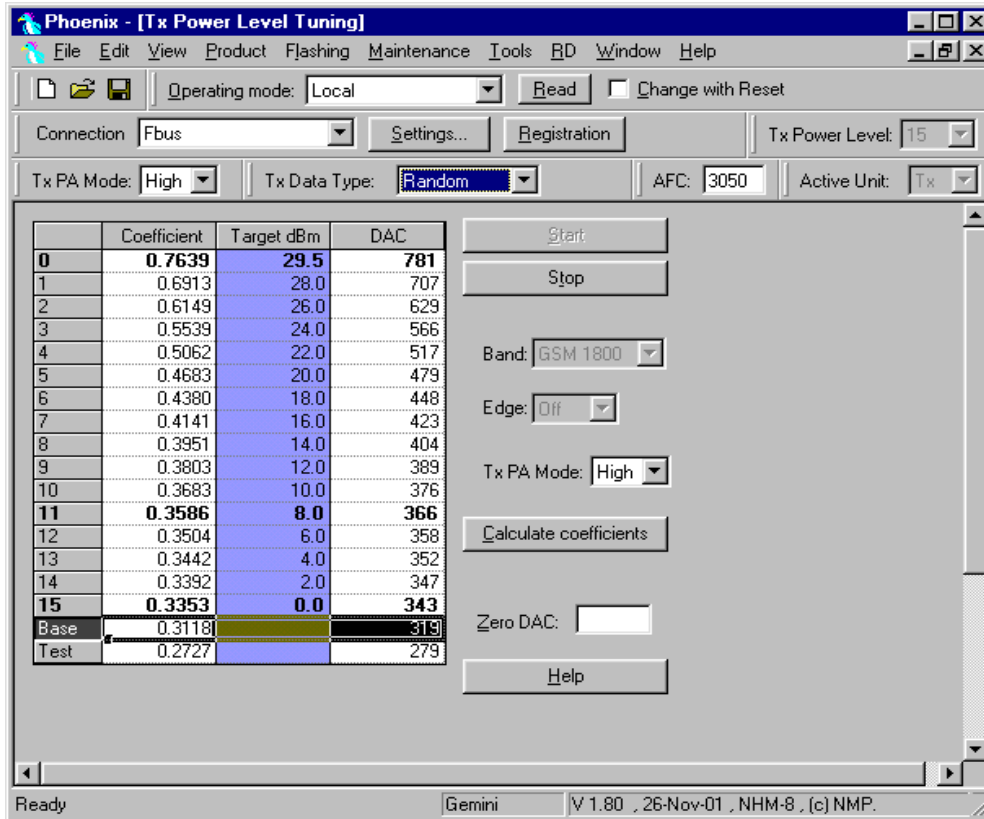 Phoenix - [Tx Power Level Tuning]
File Edit View Product Flashing Maintenance Tools RD Window Help
Operating mode: Local Read Change with Reset
Connection Fbus Settings... Registration Tx Power Level: 15
Tx PA Mode: High Tx Data Type: Random AFC: 3050 Active Unit: Tx
Coefficient Target dBm DAC
0 0.7639 29.5 781
1 0.6913 28.0 707
2 0.6149 26.0 629
3 0.5539 24.0 566
4 0.5062 22.0 517
5 0.4683 20.0 479
6 0.4380 18.0 448
7 0.4141 16.0 423
8 0.3951 14.0 404
9 0.3803 12.0 389
10 0.3683 10.0 376
11 0.3586 8.0 366
12 0.3504 6.0 358
13 0.3442 4.0 352
14 0.3392 2.0 347
15 0.3353 0.0 343
Base 0.3118 319
Test 0.2727 279
Start
Stop
Band: GSM 1800
Edge: Off
Tx PA Mode: High
Calculate coefficients
Zero DAC:
Help
Ready Gemini V 1.80 , 26-Nov-01 , NHM-8 , (c) NMP.